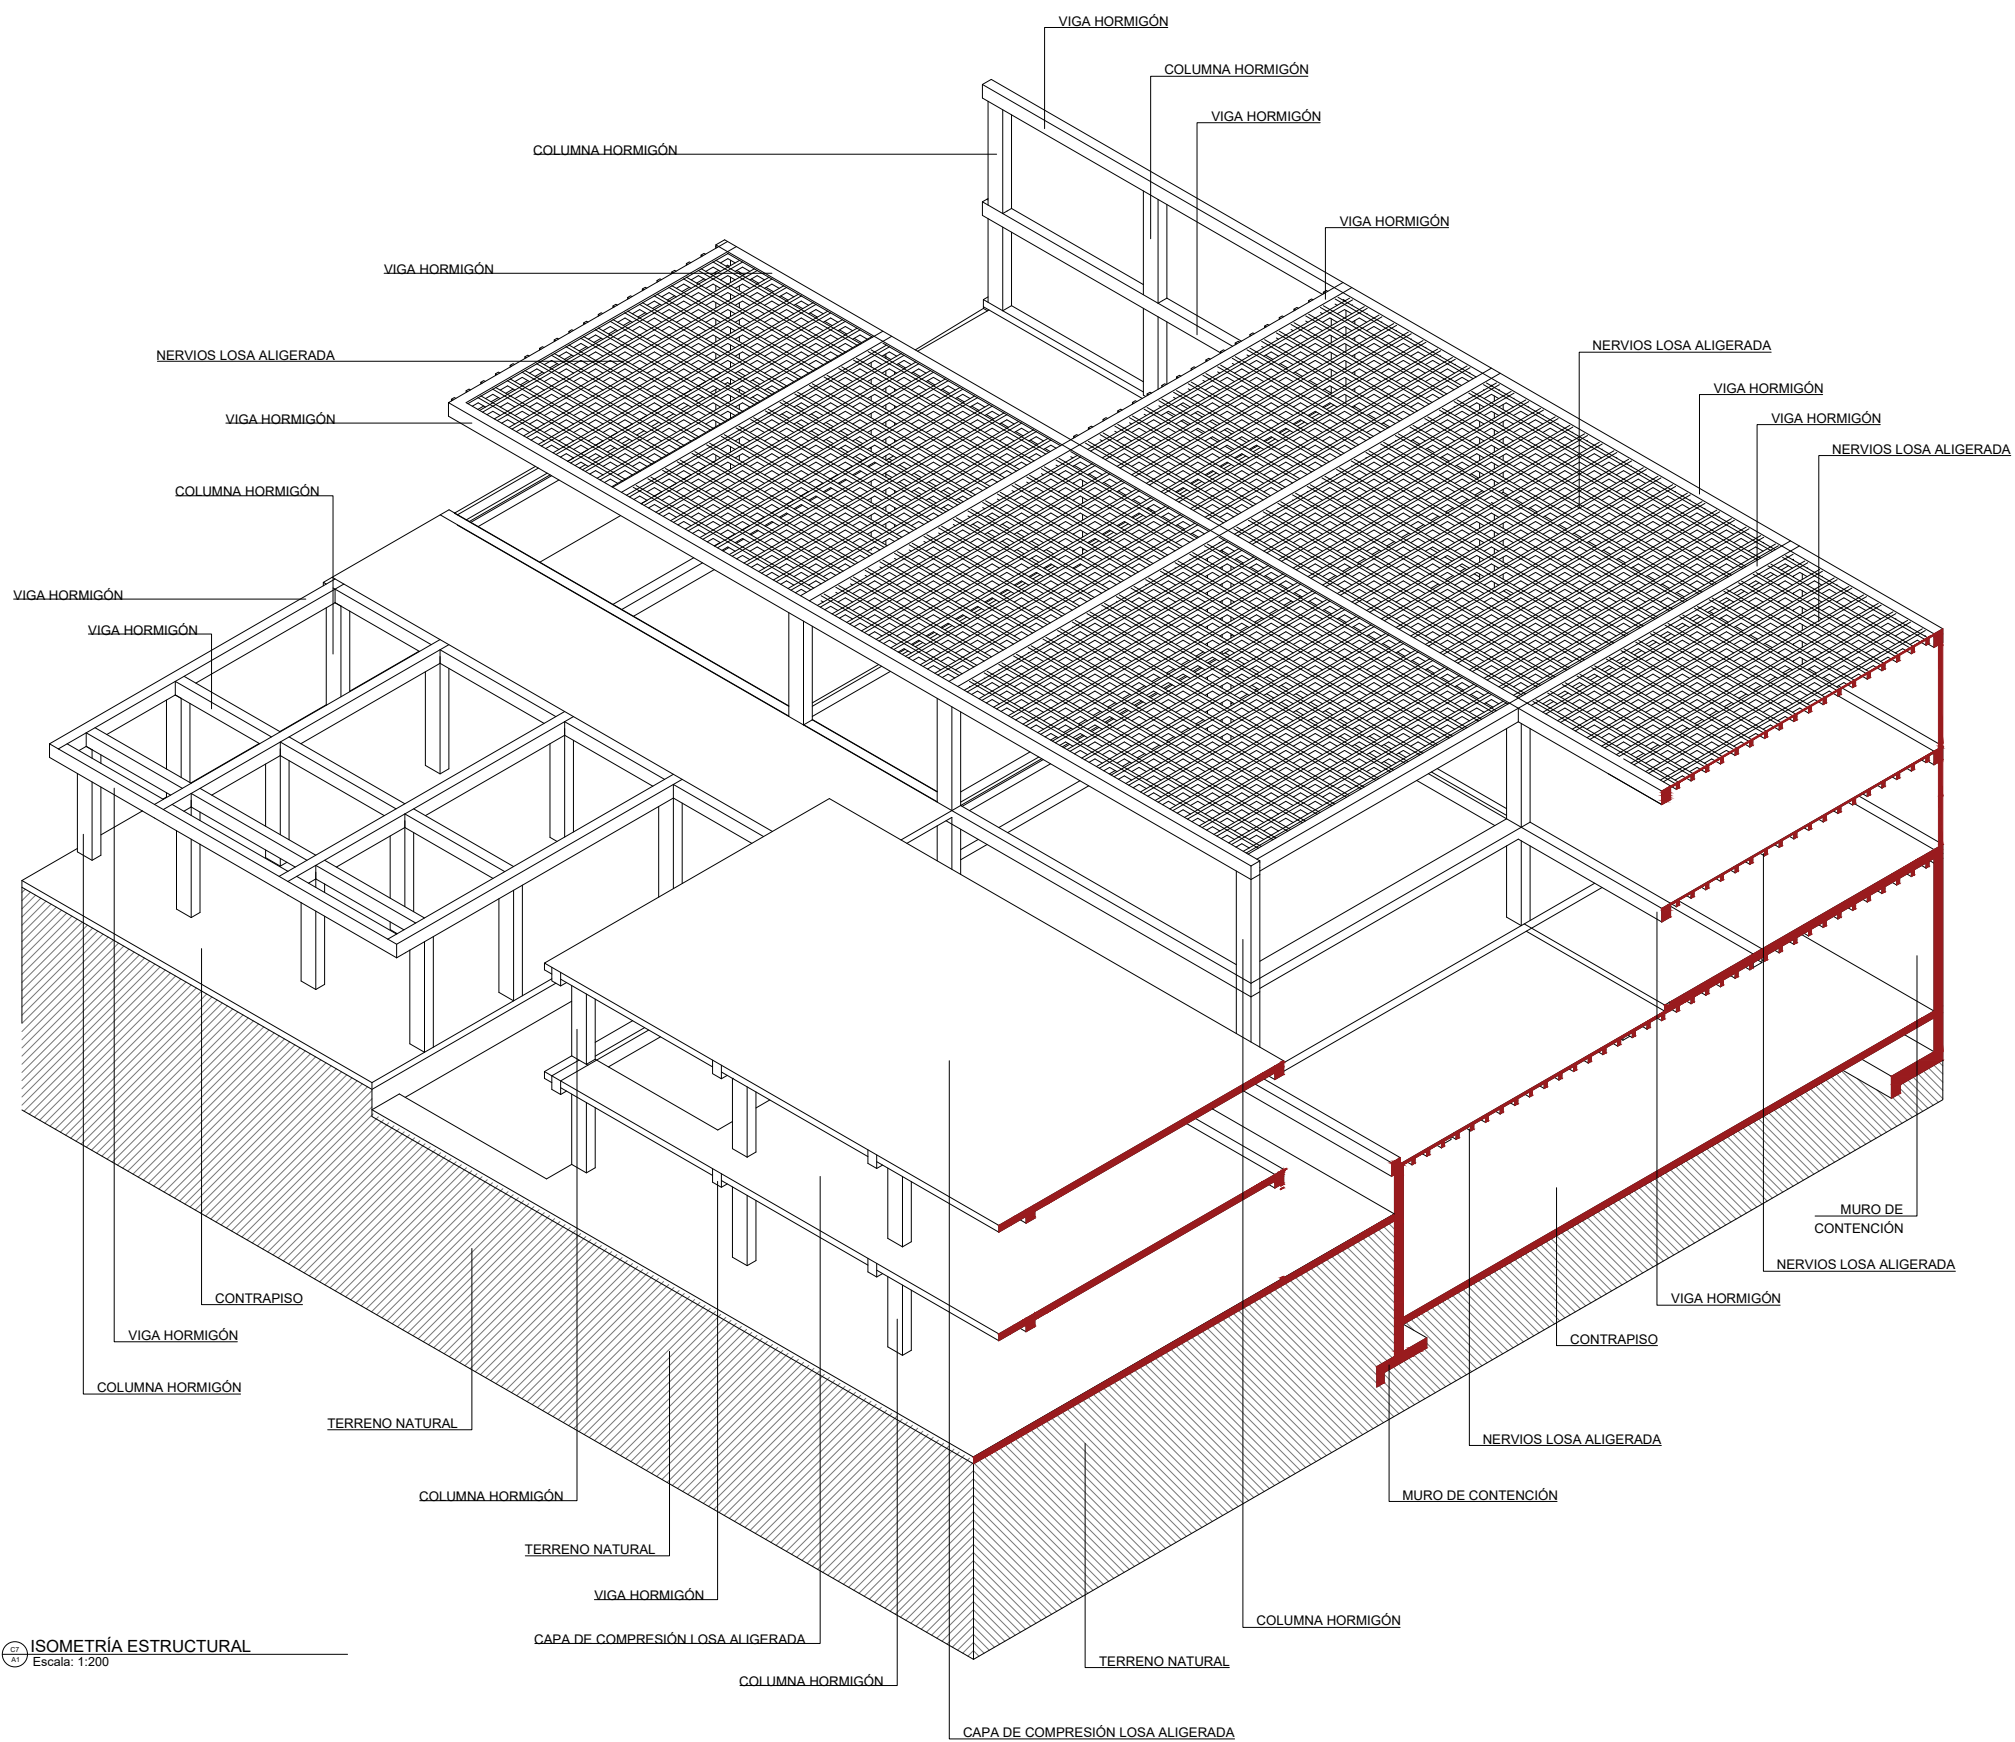 VIGA HORMIGÓN
COLUMNA HORMIGÓN
VIGA HORMIGÓN
COLUMNA HORMIGÓN
VIGA HORMIGÓN
VIGA HORMIGÓN
NERVIOS LOSA ALIGERADA
NERVIOS LOSA ALIGERADA
VIGA HORMIGÓN
VIGA HORMIGÓN
VIGA HORMIGÓN
NERVIOS LOSA ALIGERADA
COLUMNA HORMIGÓN
VIGA HORMIGÓN
VIGA HORMIGÓN
MURO DE
CONTENCIÓN
NERVIOS LOSA ALIGERADA
VIGA HORMIGÓN
CONTRAPISO
VIGA HORMIGÓN
CONTRAPISO
COLUMNA HORMIGÓN
TERRENO NATURAL
NERVIOS LOSA ALIGERADA
COLUMNA HORMIGÓN
MURO DE CONTENCIÓN
TERRENO NATURAL
VIGA HORMIGÓN
COLUMNA HORMIGÓN
CAPA DE COMPRESIÓN LOSA ALIGERADA
TERRENO NATURAL
COLUMNA HORMIGÓN
CAPA DE COMPRESIÓN LOSA ALIGERADA
C7
A1
ISOMETRÍA ESTRUCTURAL
Escala: 1:200